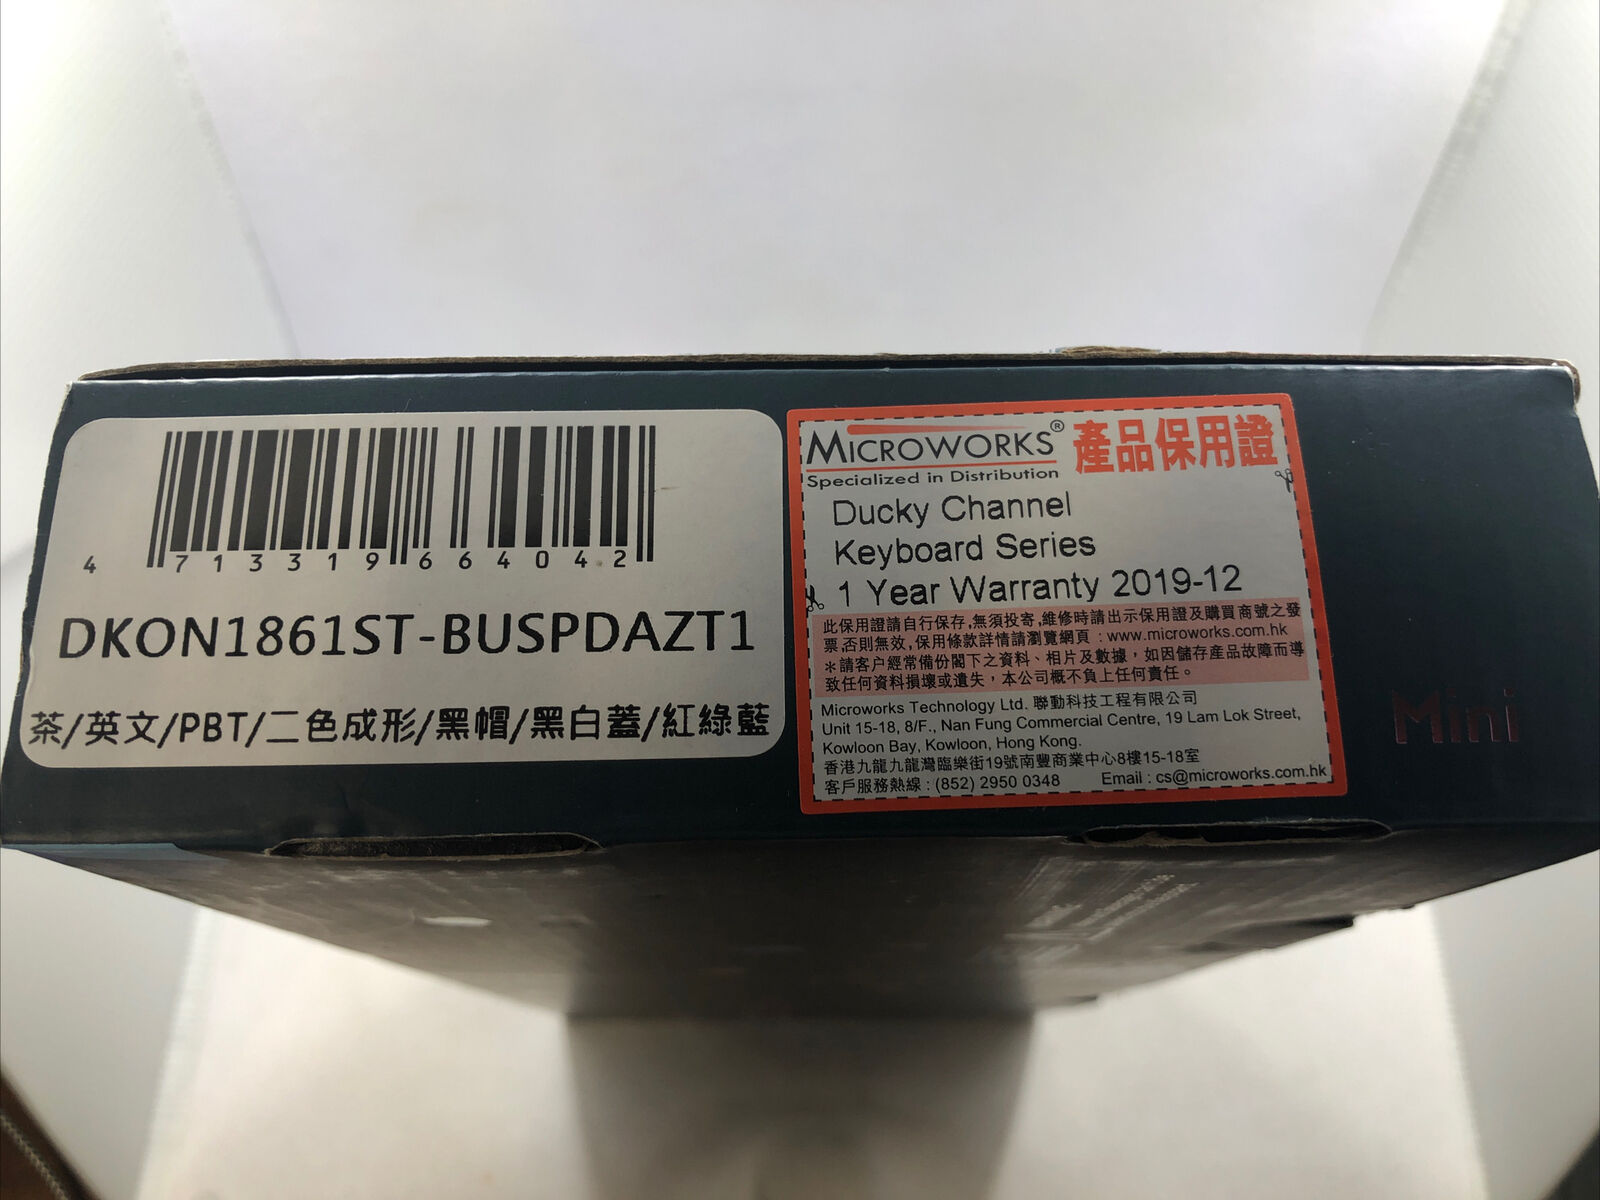 4 713319 664042
DKON1861ST-BUSPDAZT1
茶/英文/PBT/二色成形/黑帽/黑白蓋/紅綠藍
MICROWORKS® 產品保用證
Specialized in Distribution
Ducky Channel
Keyboard Series
1 Year Warranty 2019-12
此保用證請自行保存,無須投寄,維修時請出示保用證及購買商號之發
票,否則無效,保用條款詳情請瀏覽網頁：www.microworks.com.hk
＊請客户經常備份閣下之資料、相片及數據，如因儲存產品故障而導
致任何資料損壞或遺失，本公司概不負上任何責任。
Microworks Technology Ltd. 聯動科技工程有限公司
Unit 15-18, 8/F., Nan Fung Commercial Centre, 19 Lam Lok Street,
Kowloon Bay, Kowloon, Hong Kong.
香港九龍九龍灣臨樂街19號南豐商業中心8樓15-18室
客戶服務熱線：(852) 2950 0348 Email : cs@microworks.com.hk
Mini